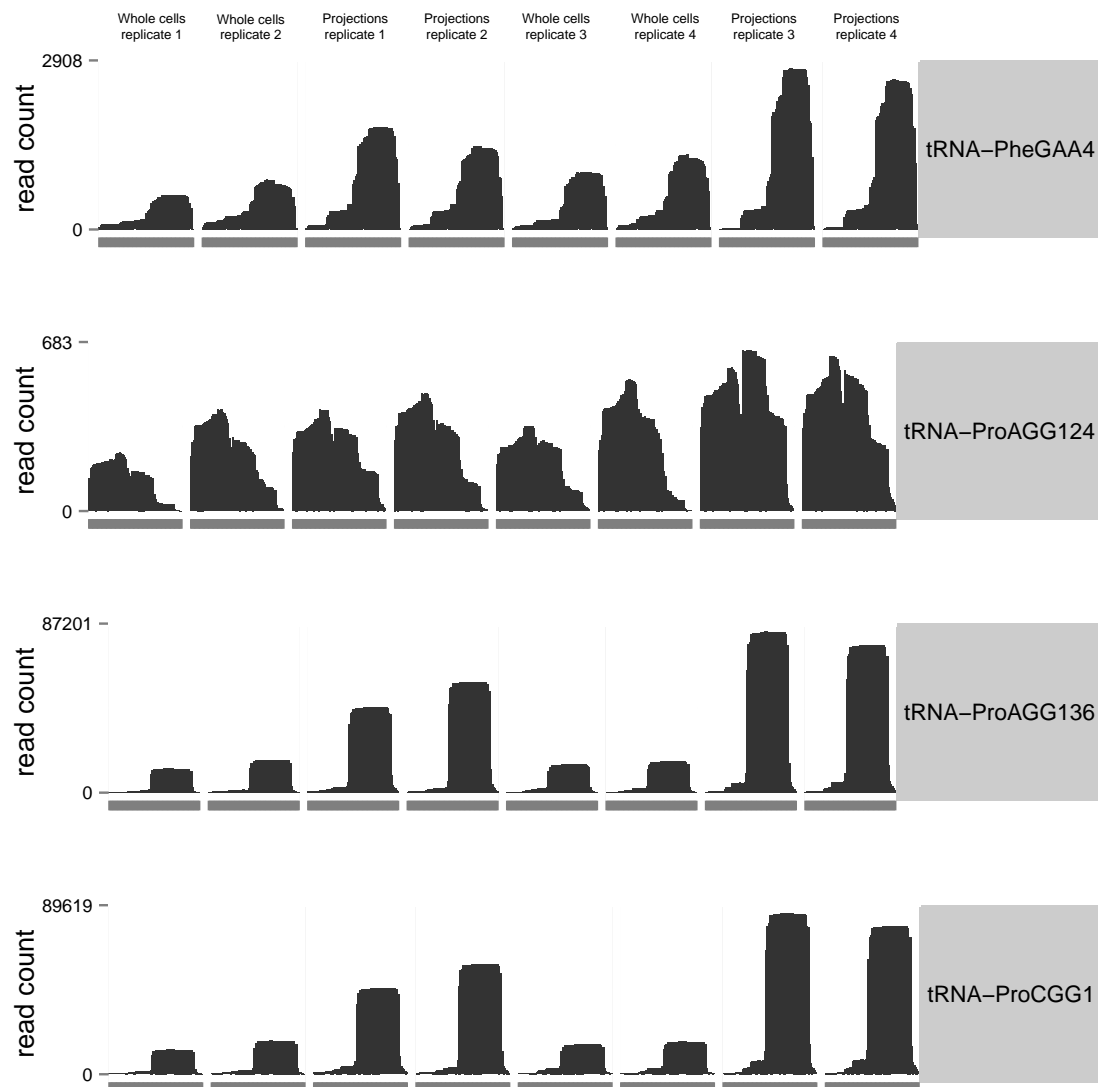 Whole cells replicate 1
Whole cells replicate 2
Projections replicate 1
Projections replicate 2
Whole cells replicate 3
Whole cells replicate 4
Projections replicate 3
Projections replicate 4
2908
read count
0
tRNA−PheGAA4
683
read count
0
tRNA−ProAGG124
87201
read count
0
tRNA−ProAGG136
89619
read count
0
tRNA−ProCGG1